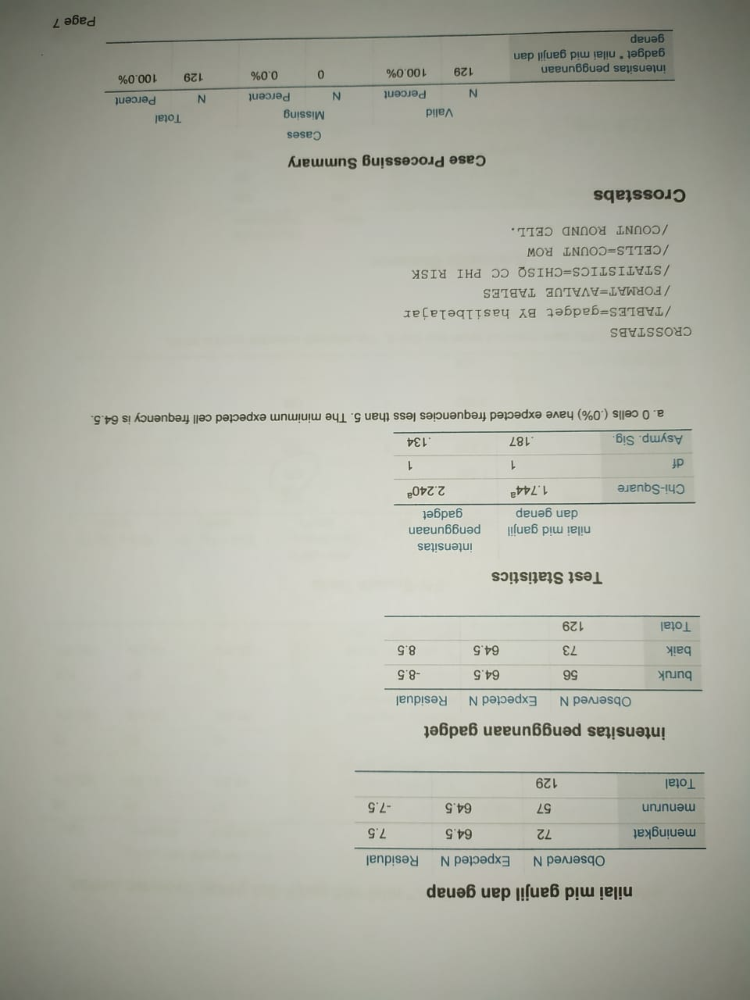 nilai mid ganjil dan genap
Observed N Expected N Residual
meningkat 72 64.5 7.5
menurun 57 64.5 -7.5
Total 129
intensitas penggunaan gadget
Observed N Expected N Residual
buruk 56 64.5 -8.5
baik 73 64.5 8.5
Total 129
Test Statistics
nilai mid ganjil dan genap intensitas penggunaan gadget
Chi-Square 1.744a 2.240a
df 1 1
Asymp. Sig. .187 .134
a. 0 cells (.0%) have expected frequencies less than 5. The minimum expected cell frequency is 64.5.
CROSSTABS
/TABLES=gadget BY hasilbelajar
/FORMAT=AVALUE TABLES
/STATISTICS=CHISQ CC PHI RISK
/CELLS=COUNT ROW
/COUNT ROUND CELL.
Crosstabs
Case Processing Summary
Cases
Valid Missing Total
N Percent N Percent N Percent
intensitas penggunaan gadget * nilai mid ganjil dan genap 129 100.0% 0 0.0% 129 100.0%
Page 7